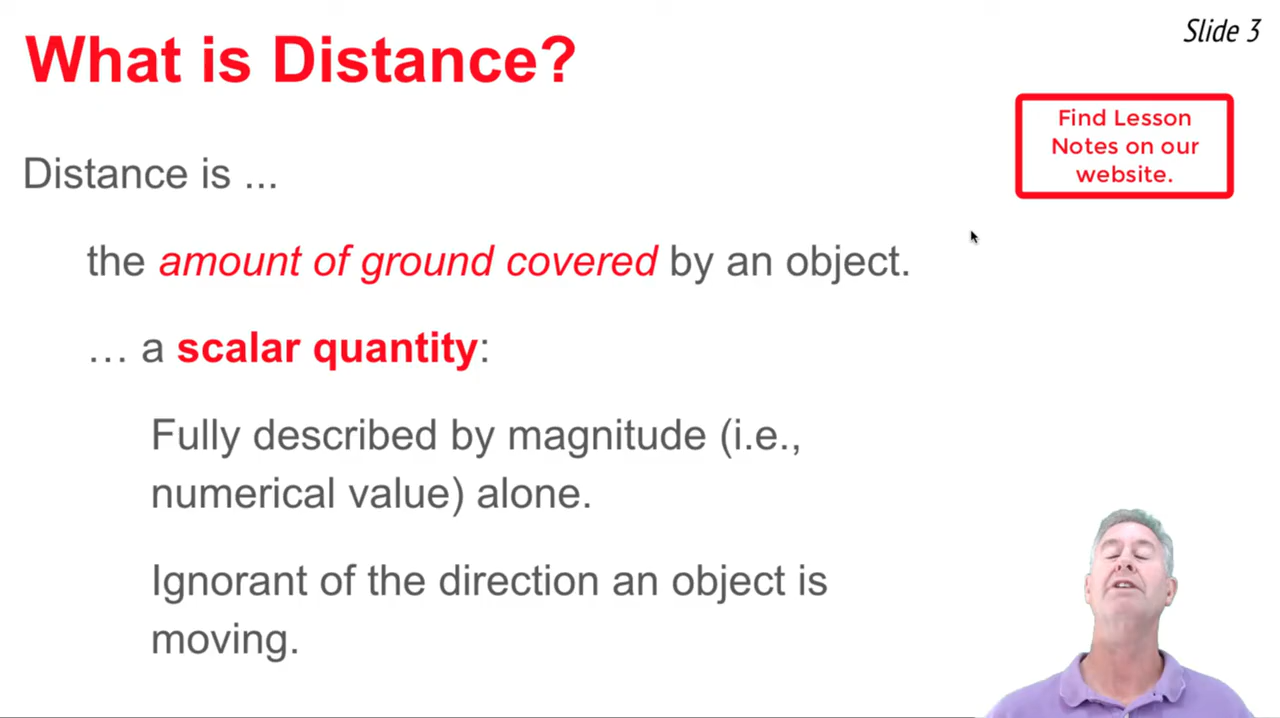 Slide 3
What is Distance?
Find Lesson
Notes on our
website.
Distance is ...
the amount of ground covered by an object.
… a scalar quantity:
Fully described by magnitude (i.e.,
numerical value) alone.
Ignorant of the direction an object is
moving.